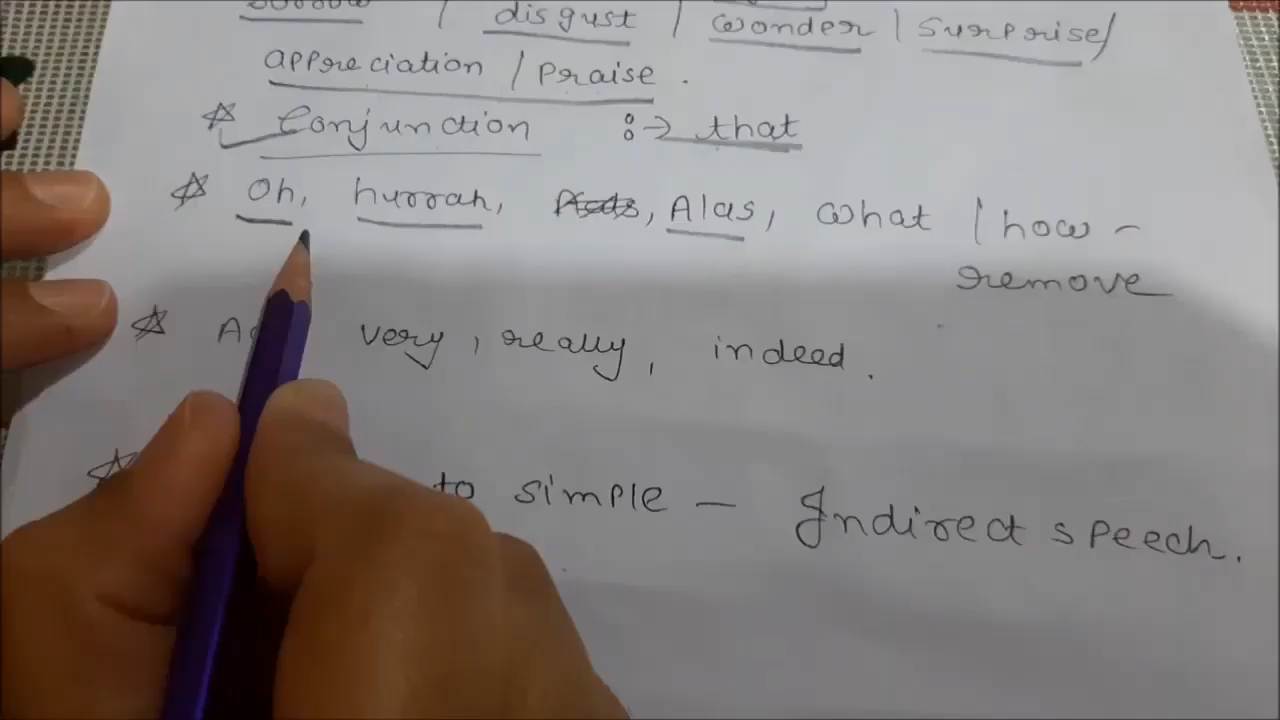 / disgust / wonder / Surprise/
appreciation / Praise.
☆ Conjunction :-> that
☆ Oh, hurrah, Alas, what / how - remove
☆ very, really, indeed.
☆ to simple - Indirect speech.